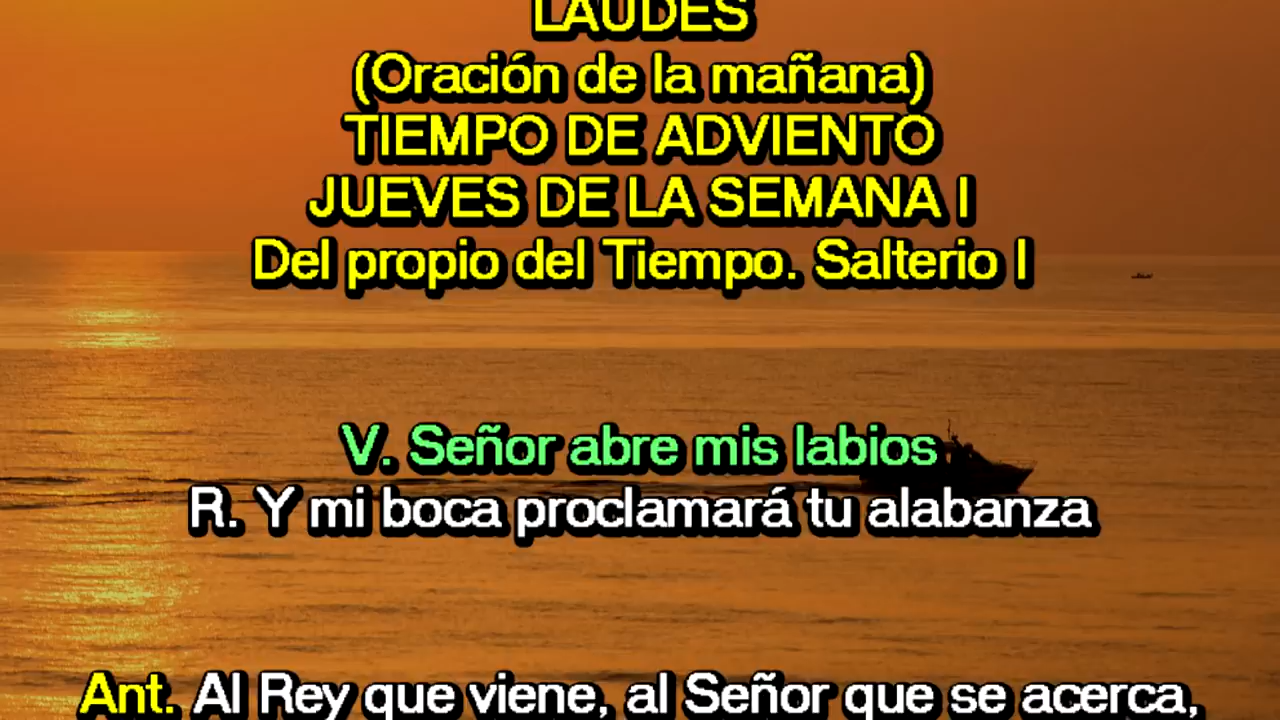 LAUDES
(Oración de la mañana)
TIEMPO DE ADVIENTO
JUEVES DE LA SEMANA I
Del propio del Tiempo. Salterio I
V. Señor abre mis labios
R. Y mi boca proclamará tu alabanza
Ant. Al Rey que viene, al Señor que se acerca,